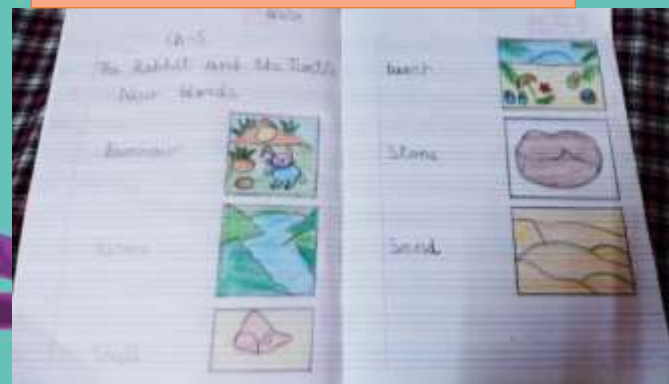 Ch-5
The Rabbit and the Turtle
New Words
River
Shell
beach
Stone
Sand